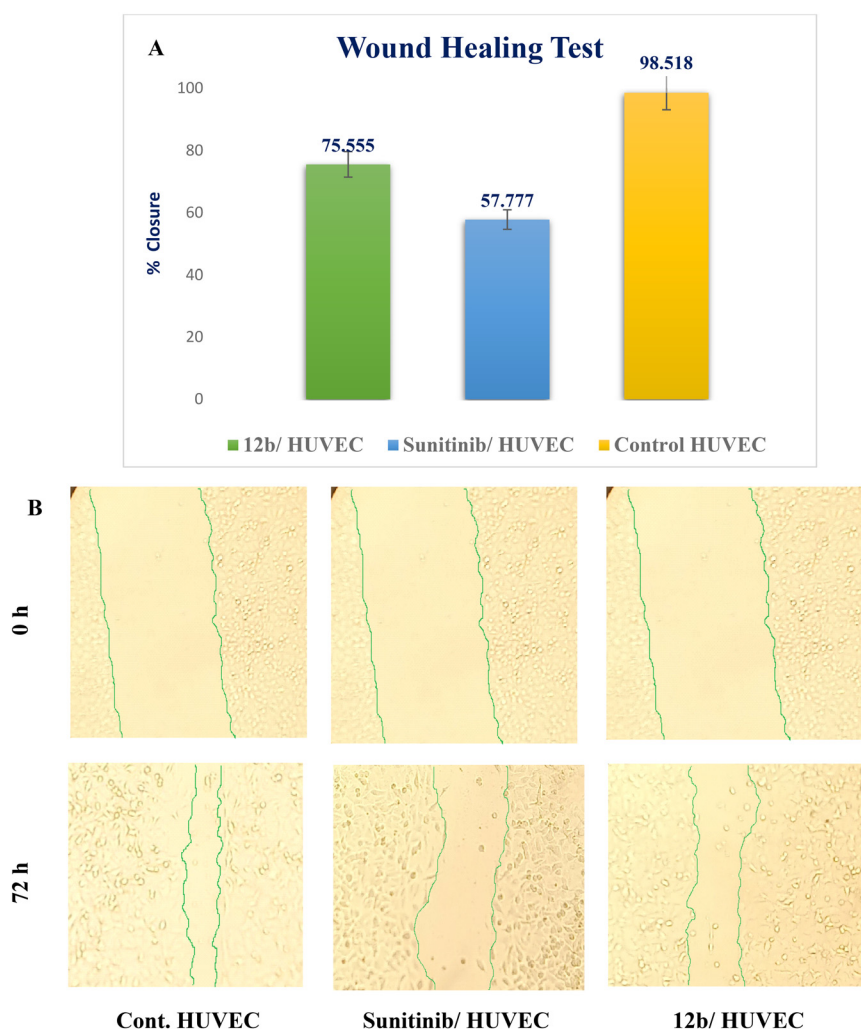 A
Wound Healing Test
98.518
100
75.555
80
57.777
60
% Closure
40
20
0
12b/ HUVEC Sunitinib/ HUVEC Control HUVEC
B
0 h
72 h
Cont. HUVEC Sunitinib/ HUVEC 12b/ HUVEC